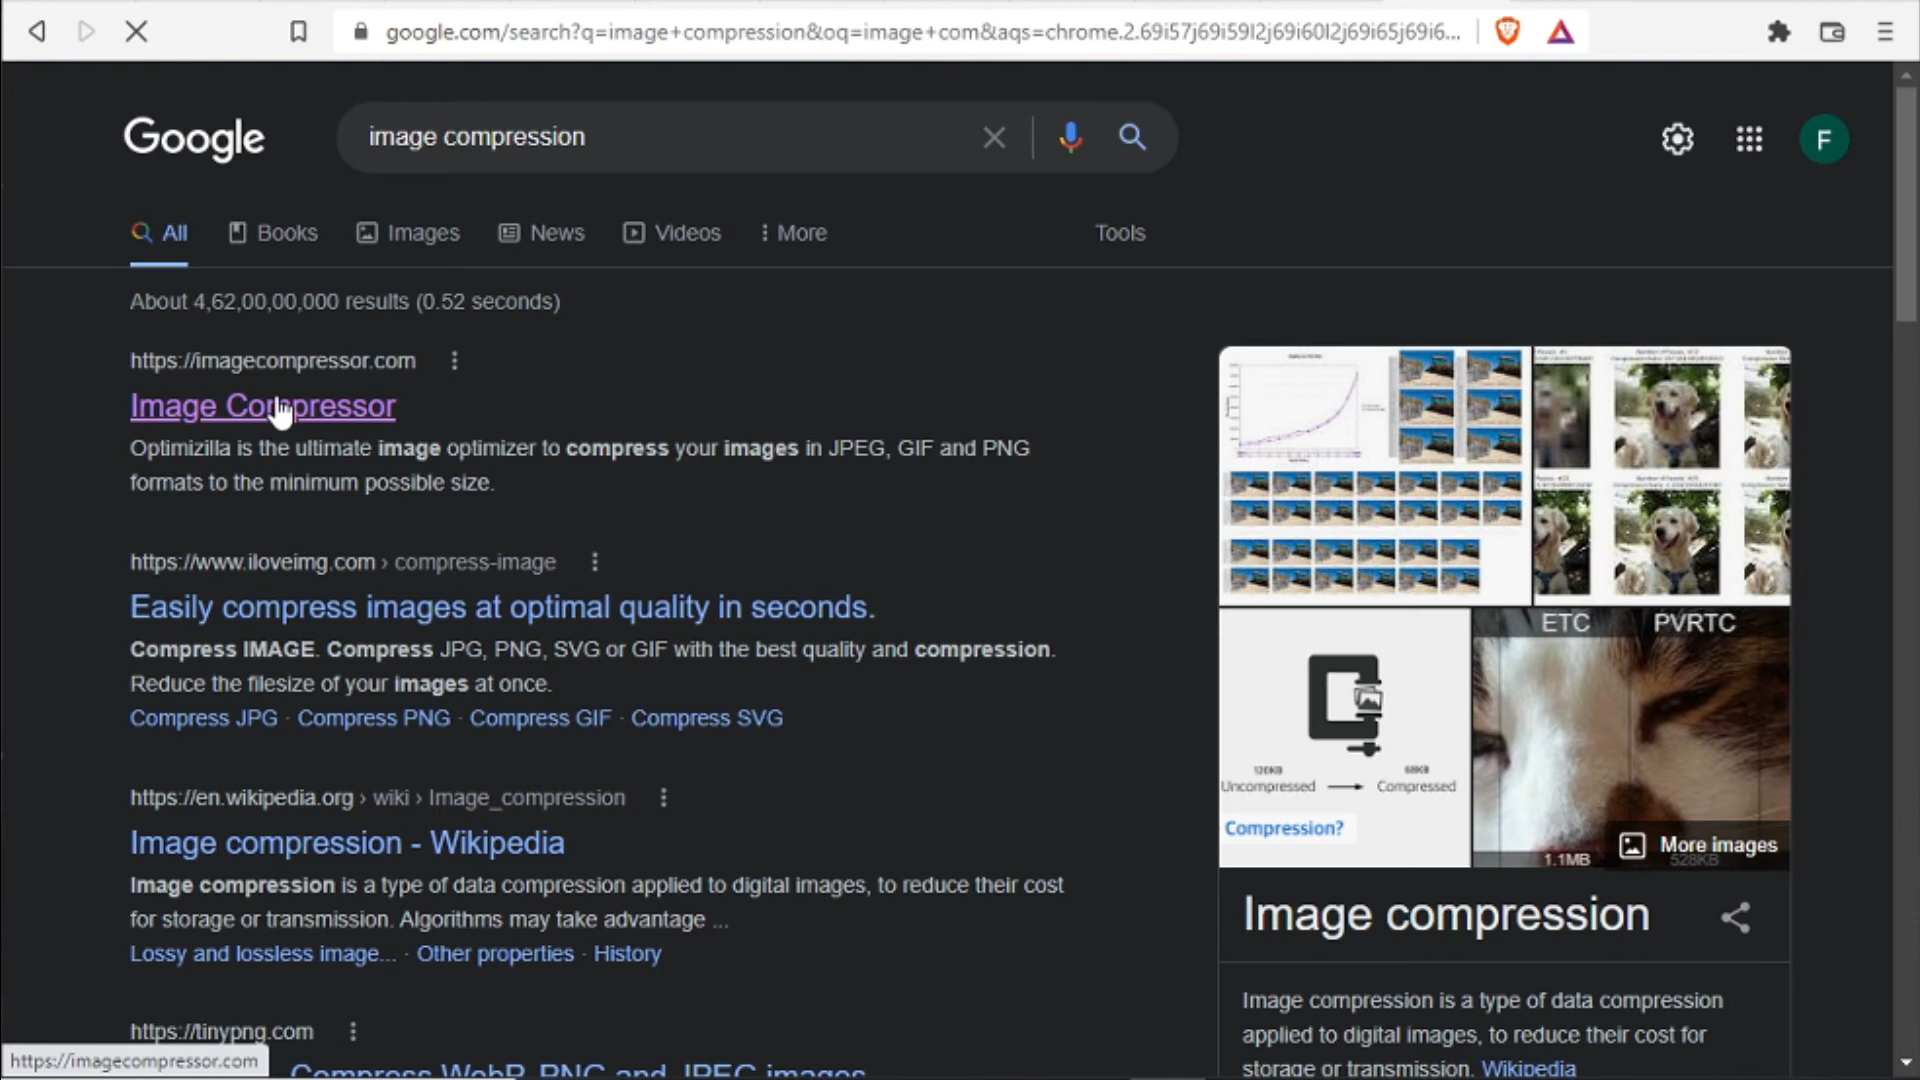 google.com/search?q=image+compression&oq=image+com&aqs=chrome.2.69i57j69i59l2j69i60l2j69i65j69i6...
Google
image compression
F
All
Books
Images
News
Videos
More
Tools
About 4,62,00,00,000 results (0.52 seconds)
https://imagecompressor.com
Image Compressor
Optimizilla is the ultimate image optimizer to compress your images in JPEG, GIF and PNG
formats to the minimum possible size.
https://www.iloveimg.com › compress-image
Easily compress images at optimal quality in seconds.
Compress IMAGE. Compress JPG, PNG, SVG or GIF with the best quality and compression.
Reduce the filesize of your images at once.
Compress JPG · Compress PNG · Compress GIF · Compress SVG
https://en.wikipedia.org › wiki › Image_compression
Image compression - Wikipedia
Image compression is a type of data compression applied to digital images, to reduce their cost
for storage or transmission. Algorithms may take advantage ...
Lossy and lossless image... · Other properties · History
https://tinypng.com
Compress WebP, PNG and JPEG images
https://imagecompressor.com
ETC PVRTC
120KB
Uncompressed
Compressed
Compression?
1.1MB
528KB
More images
Image compression
Image compression is a type of data compression
applied to digital images, to reduce their cost for
storage or transmission. Wikipedia